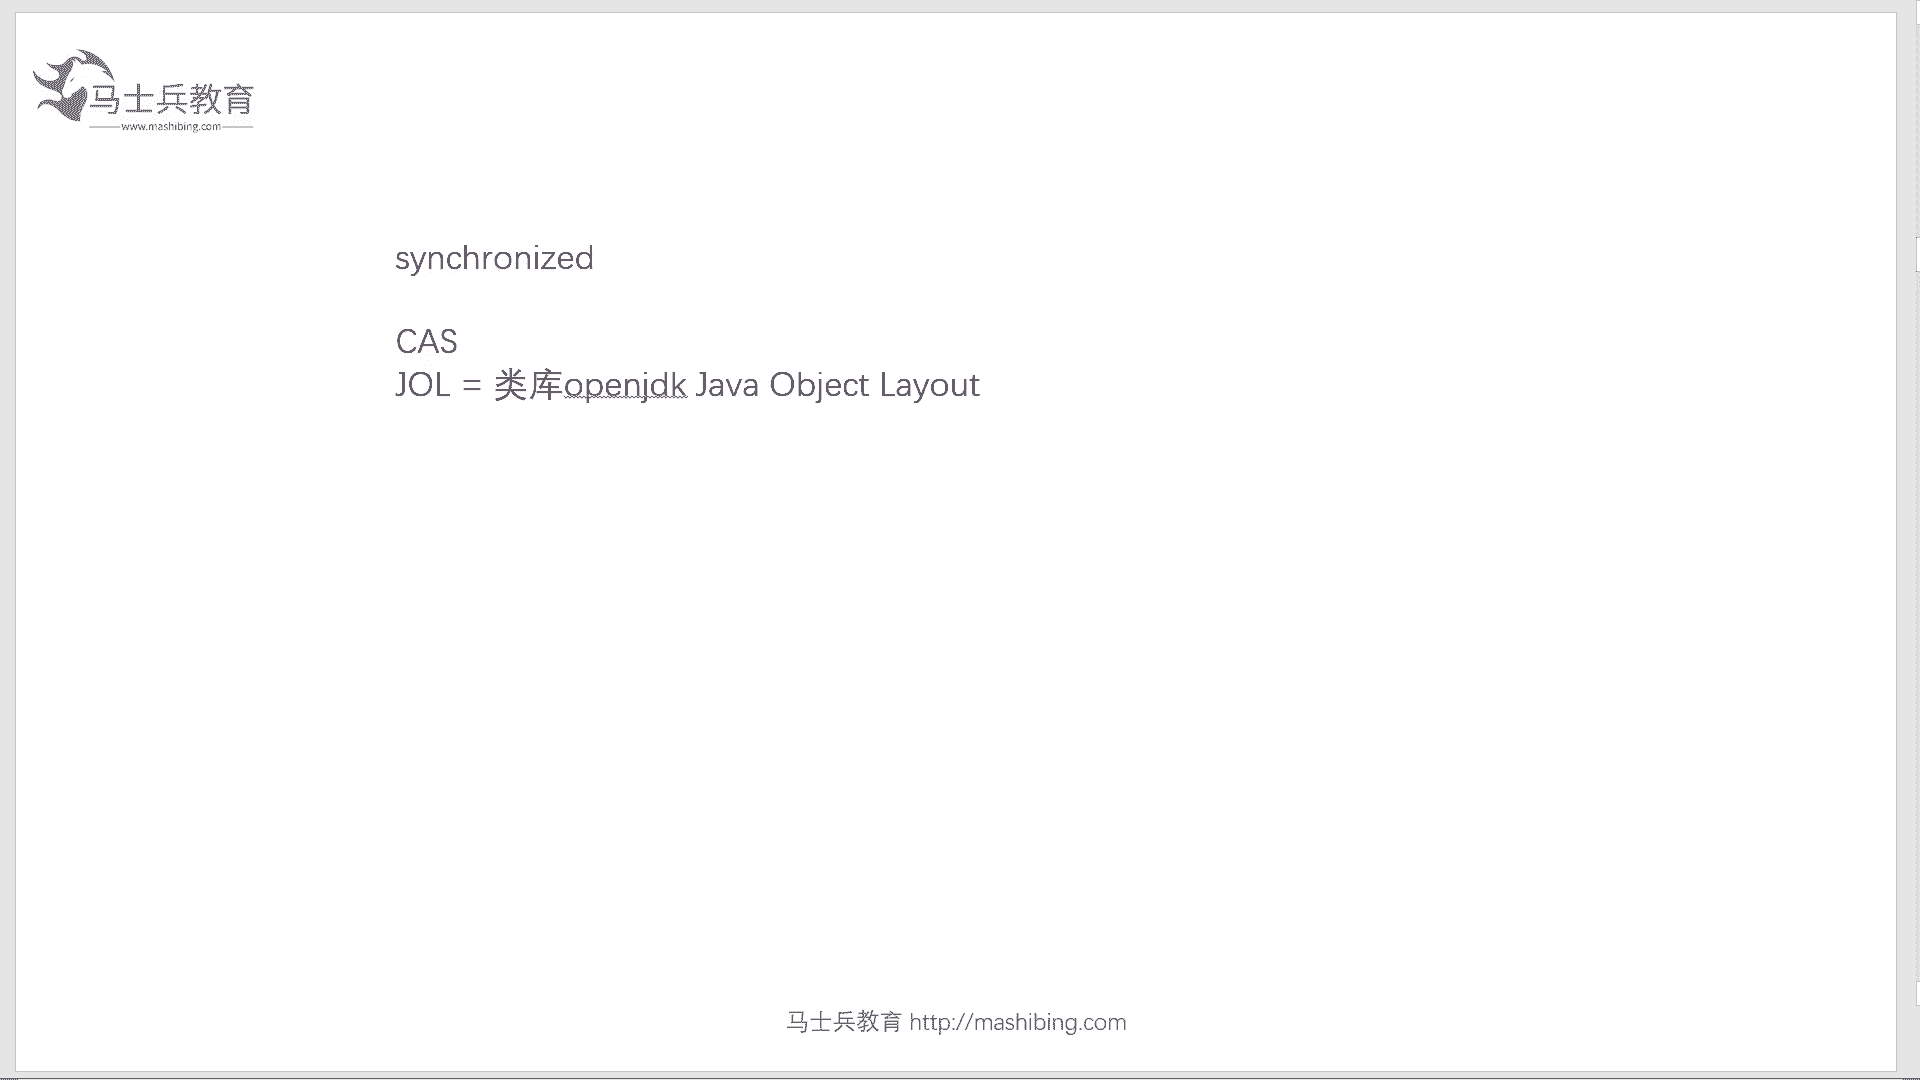 马士兵教育
www.mashibing.com
synchronized
CAS
JOL = 类库openjdk Java Object Layout
马士兵教育 http://mashibing.com